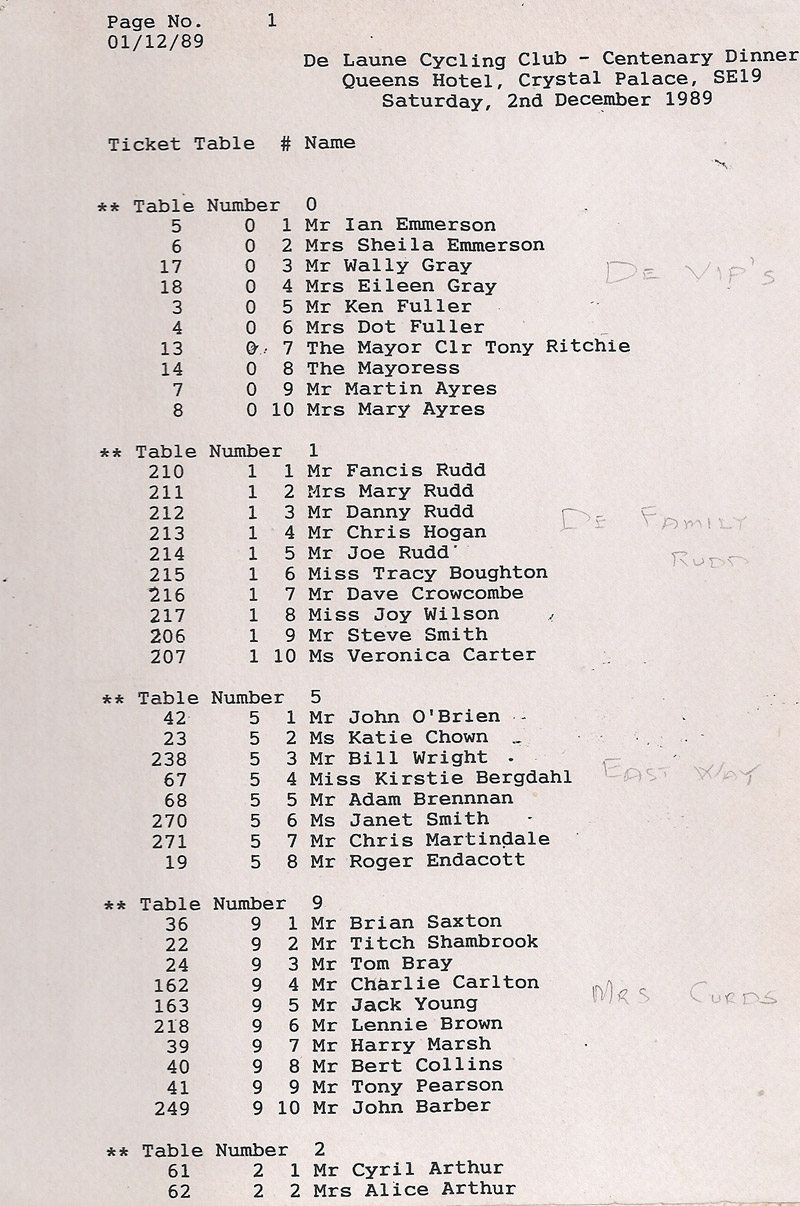 Page No. 1
01/12/89
De Laune Cycling Club - Centenary Dinner
Queens Hotel, Crystal Palace, SE19
Saturday, 2nd December 1989
Ticket Table # Name
** Table Number 0
5 0 1 Mr Ian Emmerson
6 0 2 Mrs Sheila Emmerson
17 0 3 Mr Wally Gray
DE VIP's
18 0 4 Mrs Eileen Gray
3 0 5 Mr Ken Fuller
4 0 6 Mrs Dot Fuller
13 0 7 The Mayor Clr Tony Ritchie
14 0 8 The Mayoress
7 0 9 Mr Martin Ayres
8 0 10 Mrs Mary Ayres
** Table Number 1
210 1 1 Mr Fancis Rudd
211 1 2 Mrs Mary Rudd
212 1 3 Mr Danny Rudd
DE FAMILY
213 1 4 Mr Chris Hogan
214 1 5 Mr Joe Rudd
RUDD
215 1 6 Miss Tracy Boughton
216 1 7 Mr Dave Crowcombe
217 1 8 Miss Joy Wilson
206 1 9 Mr Steve Smith
207 1 10 Ms Veronica Carter
** Table Number 5
42 5 1 Mr John O'Brien
23 5 2 Ms Katie Chown
238 5 3 Mr Bill Wright
EAST WAY
67 5 4 Miss Kirstie Bergdahl
68 5 5 Mr Adam Brennnan
270 5 6 Ms Janet Smith
271 5 7 Mr Chris Martindale
19 5 8 Mr Roger Endacott
** Table Number 9
36 9 1 Mr Brian Saxton
22 9 2 Mr Titch Shambrook
24 9 3 Mr Tom Bray
162 9 4 Mr Charlie Carlton
MRS CURDS
163 9 5 Mr Jack Young
218 9 6 Mr Lennie Brown
39 9 7 Mr Harry Marsh
40 9 8 Mr Bert Collins
41 9 9 Mr Tony Pearson
249 9 10 Mr John Barber
** Table Number 2
61 2 1 Mr Cyril Arthur
62 2 2 Mrs Alice Arthur